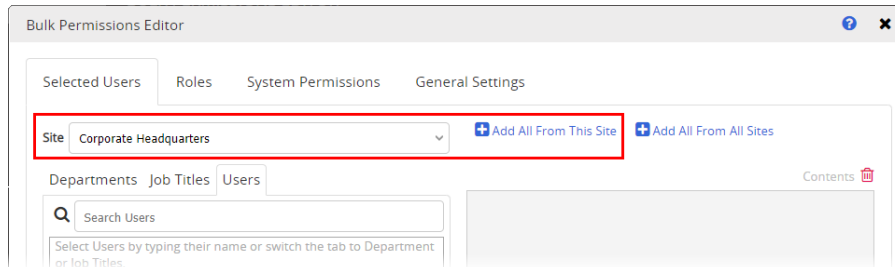 Bulk Permissions Editor
Selected Users Roles System Permissions General Settings
Site Corporate Headquarters Add All From This Site Add All From All Sites
Departments Job Titles Users Contents
Search Users
Select Users by typing their name or switch the tab to Department
or Job Titles